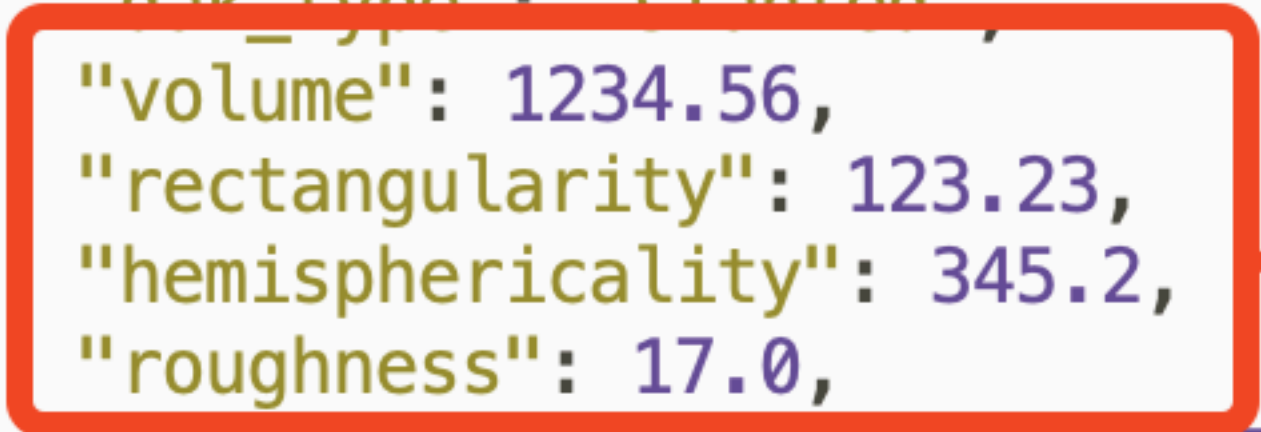 "volume": 1234.56,
"rectangularity": 123.23,
"hemisphericality": 345.2,
"roughness": 17.0,